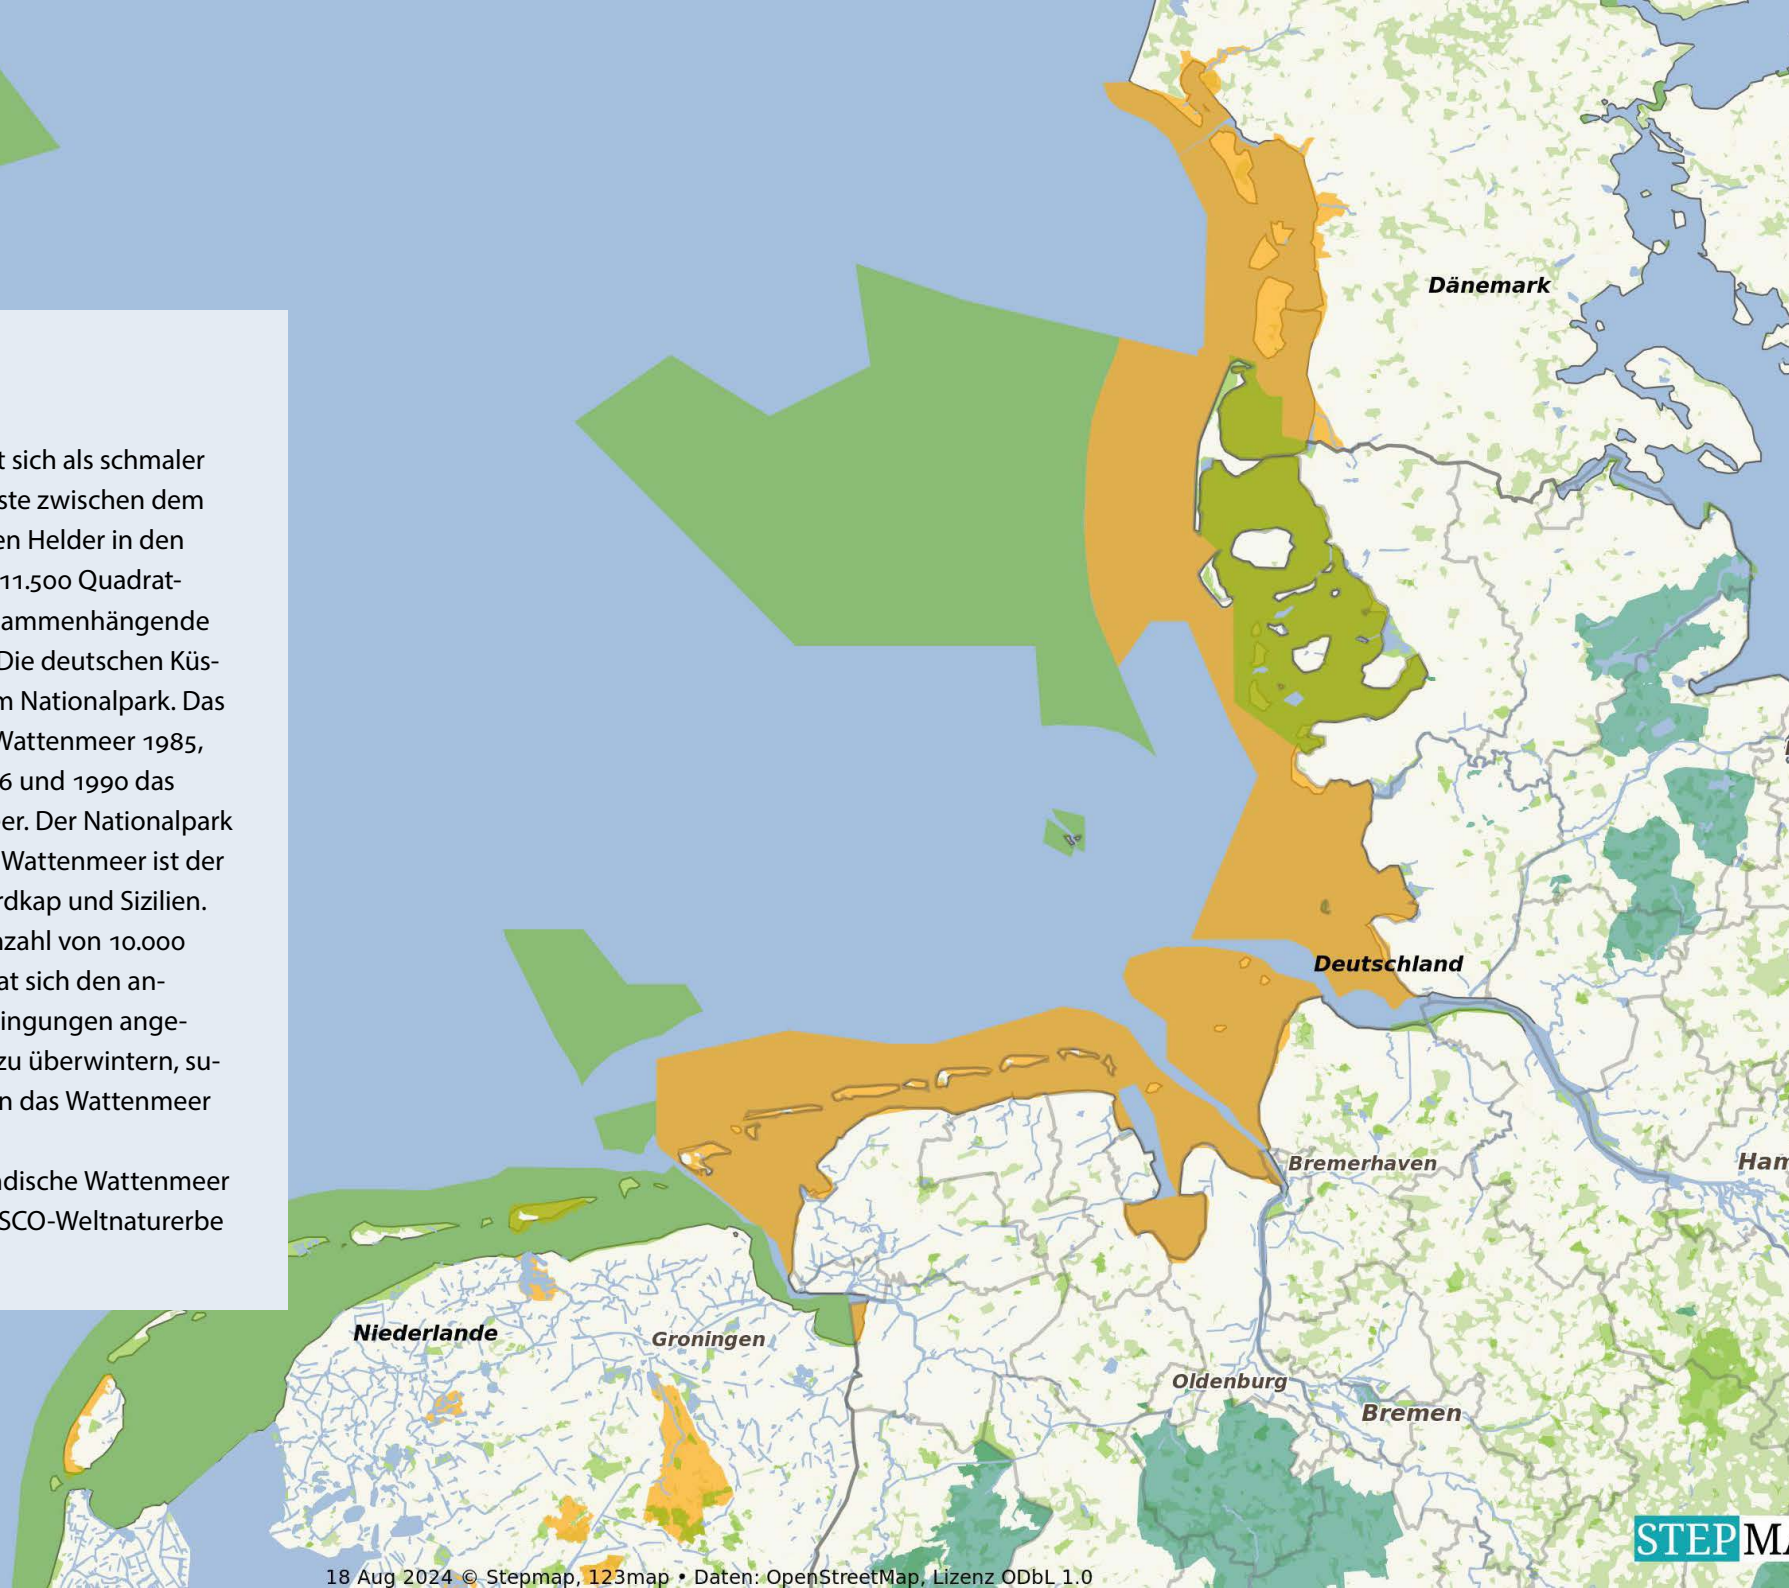 t sich als schmaler
ste zwischen dem
en Helder in den
11.500 Quadrat-
ammenhängende
Die deutschen Küs-
m Nationalpark. Das
Wattenmeer 1985,
6 und 1990 das
er. Der Nationalpark
Wattenmeer ist der
rdkap und Sizilien.
nzahl von 10.000
at sich den an-
ingungen ange-
zu überwintern, su-
n das Wattenmeer
ndische Wattenmeer
SCO-Weltnaturerbe
Dänemark
Deutschland
Bremerhaven
Ham
Niederlande
Groningen
Oldenburg
Bremen
STEPMA
18 Aug 2024 © Stepmap, 123map • Daten: OpenStreetMap, Lizenz ODbL 1.0